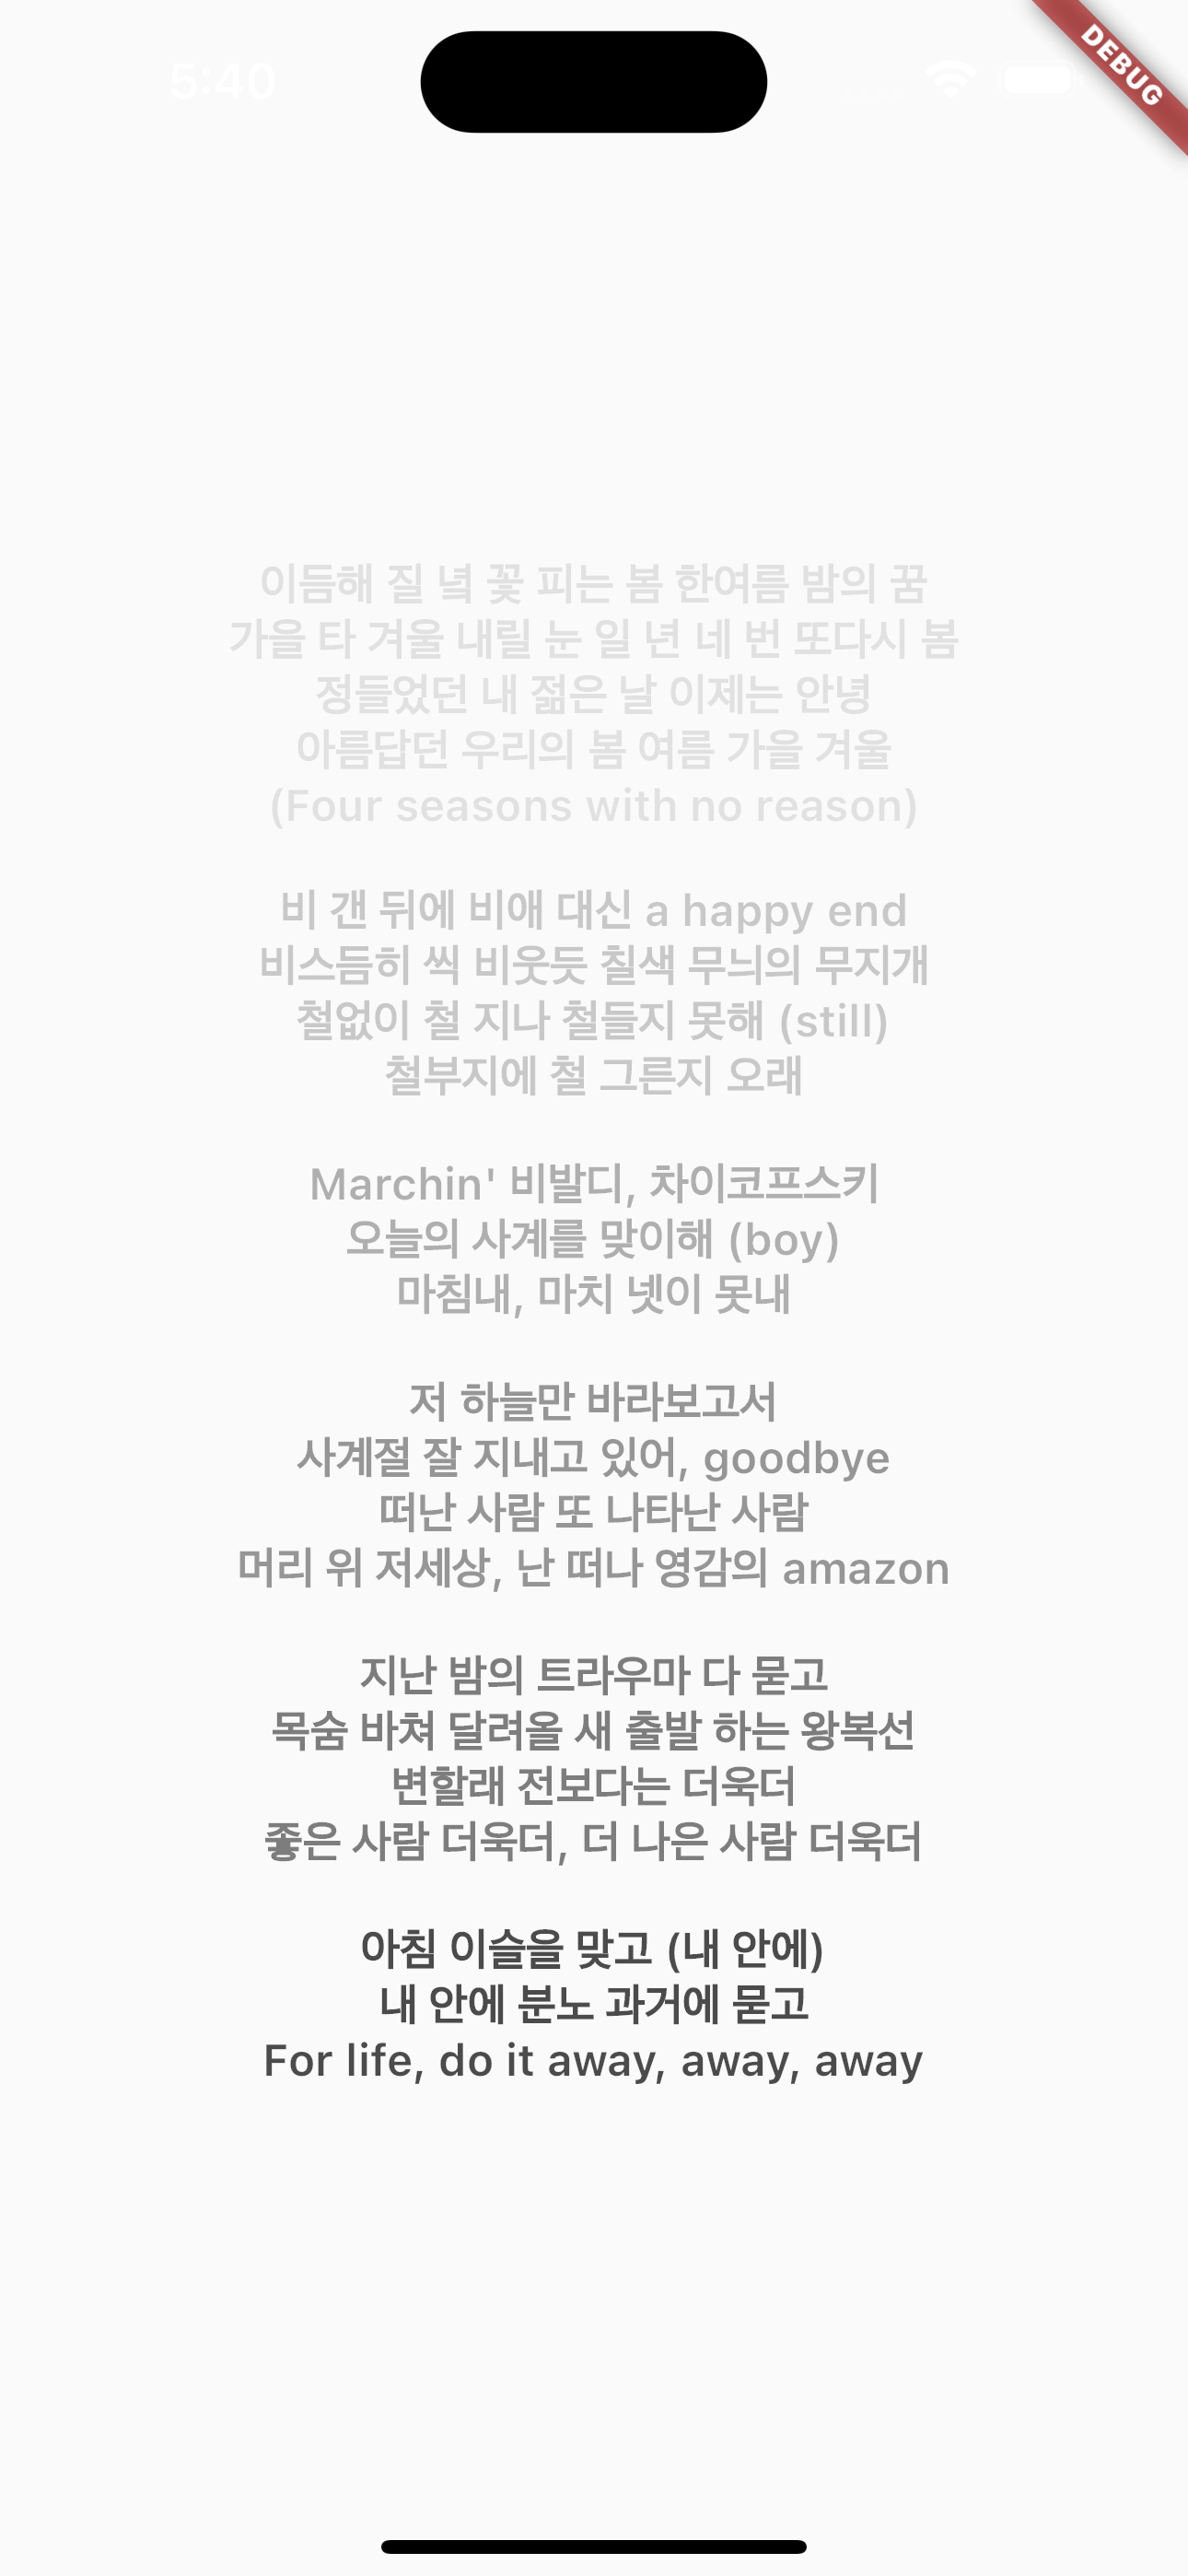 5:40
DEBUG
이듬해 질 녘 꽃 피는 봄 한여름 밤의 꿈
가을 타 겨울 내릴 눈 일 년 네 번 또다시 봄
정들었던 내 젊은 날 이제는 안녕
아름답던 우리의 봄 여름 가을 겨울
(Four seasons with no reason)
비 갠 뒤에 비애 대신 a happy end
비스듬히 씩 비웃듯 칠색 무늬의 무지개
철없이 철 지나 철들지 못해 (still)
철부지에 철 그른지 오래
Marchin' 비발디, 차이코프스키
오늘의 사계를 맞이해 (boy)
마침내, 마치 넷이 못내
저 하늘만 바라보고서
사계절 잘 지내고 있어, goodbye
떠난 사람 또 나타난 사람
머리 위 저세상, 난 떠나 영감의 amazon
지난 밤의 트라우마 다 묻고
목숨 바쳐 달려올 새 출발 하는 왕복선
변할래 전보다는 더욱더
좋은 사람 더욱더, 더 나은 사람 더욱더
아침 이슬을 맞고 (내 안에)
내 안에 분노 과거에 묻고
For life, do it away, away, away